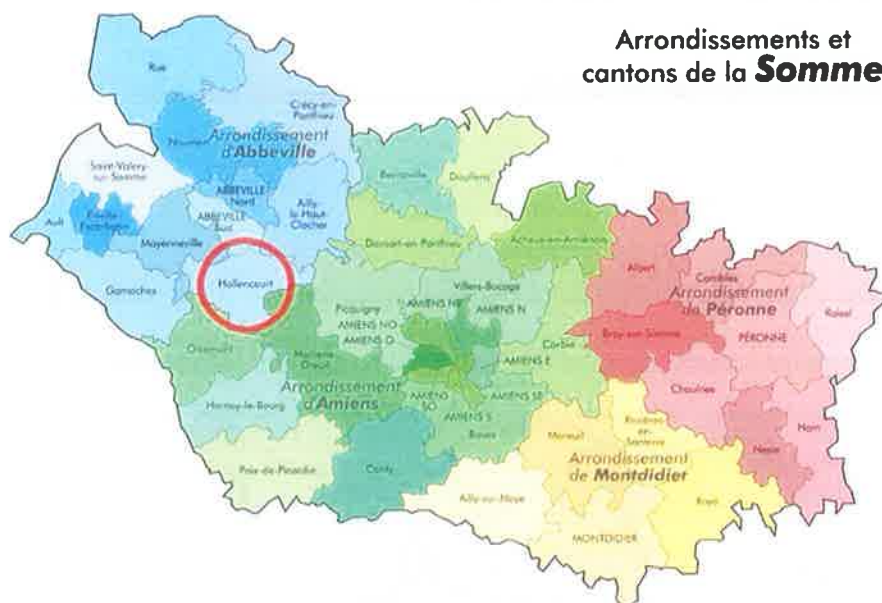 Arrondissements et
cantons de la Somme
Rue
Crécy-en-
Ponthieu
Nouvion
Arrondissement
d'Abbeville
Saint-Valery-
sur-Somme
ABBEVILLE
Nord
Ailly-
le-Haut-
Clocher
ABBEVILLE
Sud
Ault
Moyenneville
Gamaches
Hallencourt
Bernaville
Doullens
Domart-en-Ponthieu
Acheux-en-Amiénois
Albert
Combles
Arrondissement
de Péronne
Roisel
Bray-sur-Somme
PÉRONNE
Villers-Bocage
Picquigny
AMIENS NE
AMIENS NO
AMIENS N
AMIENS O
Corbie
AMIENS E
Oisemont
Molliens-
Dreuil
Arrondissement
d'Amiens
AMIENS
SO
AMIENS SE
AMIENS S
Boves
Hornoy-le-Bourg
Chaulnes
Ham
Nesle
Rosières-
en-
Santerre
Moreuil
Arrondissement
de Montdidier
Poix-de-Picardie
Conty
Ailly-sur-Noye
Roye
MONTDIDIER